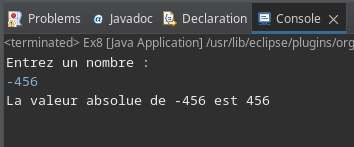 Problems Javadoc Declaration Console
<terminated> Ex8 [Java Application] /usr/lib/eclipse/plugins/org
Entrez un nombre :
-456
La valeur absolue de -456 est 456